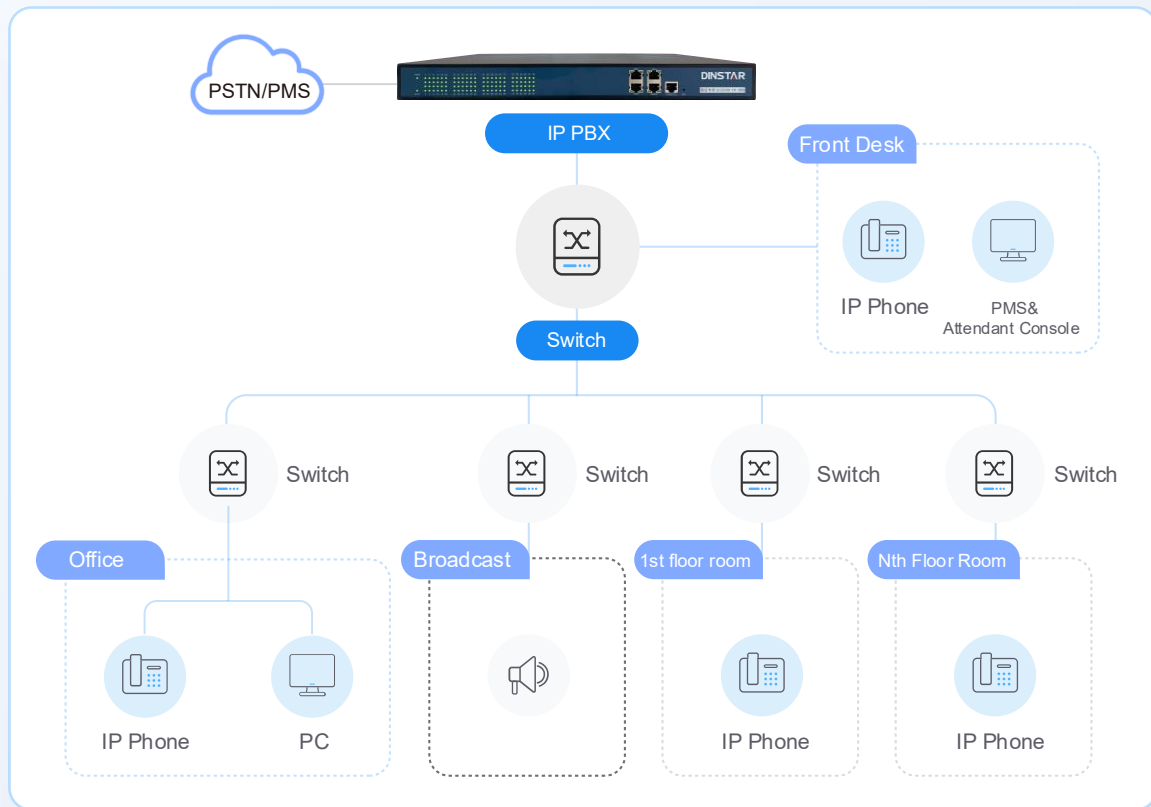 PSTN/PMS
DINSTAR
IP PBX
Front Desk
IP Phone
PMS&
Attendant Console
Switch
Switch
Switch
Switch
Switch
Office
Broadcast
1st floor room
Nth Floor Room
IP Phone
PC
IP Phone
IP Phone